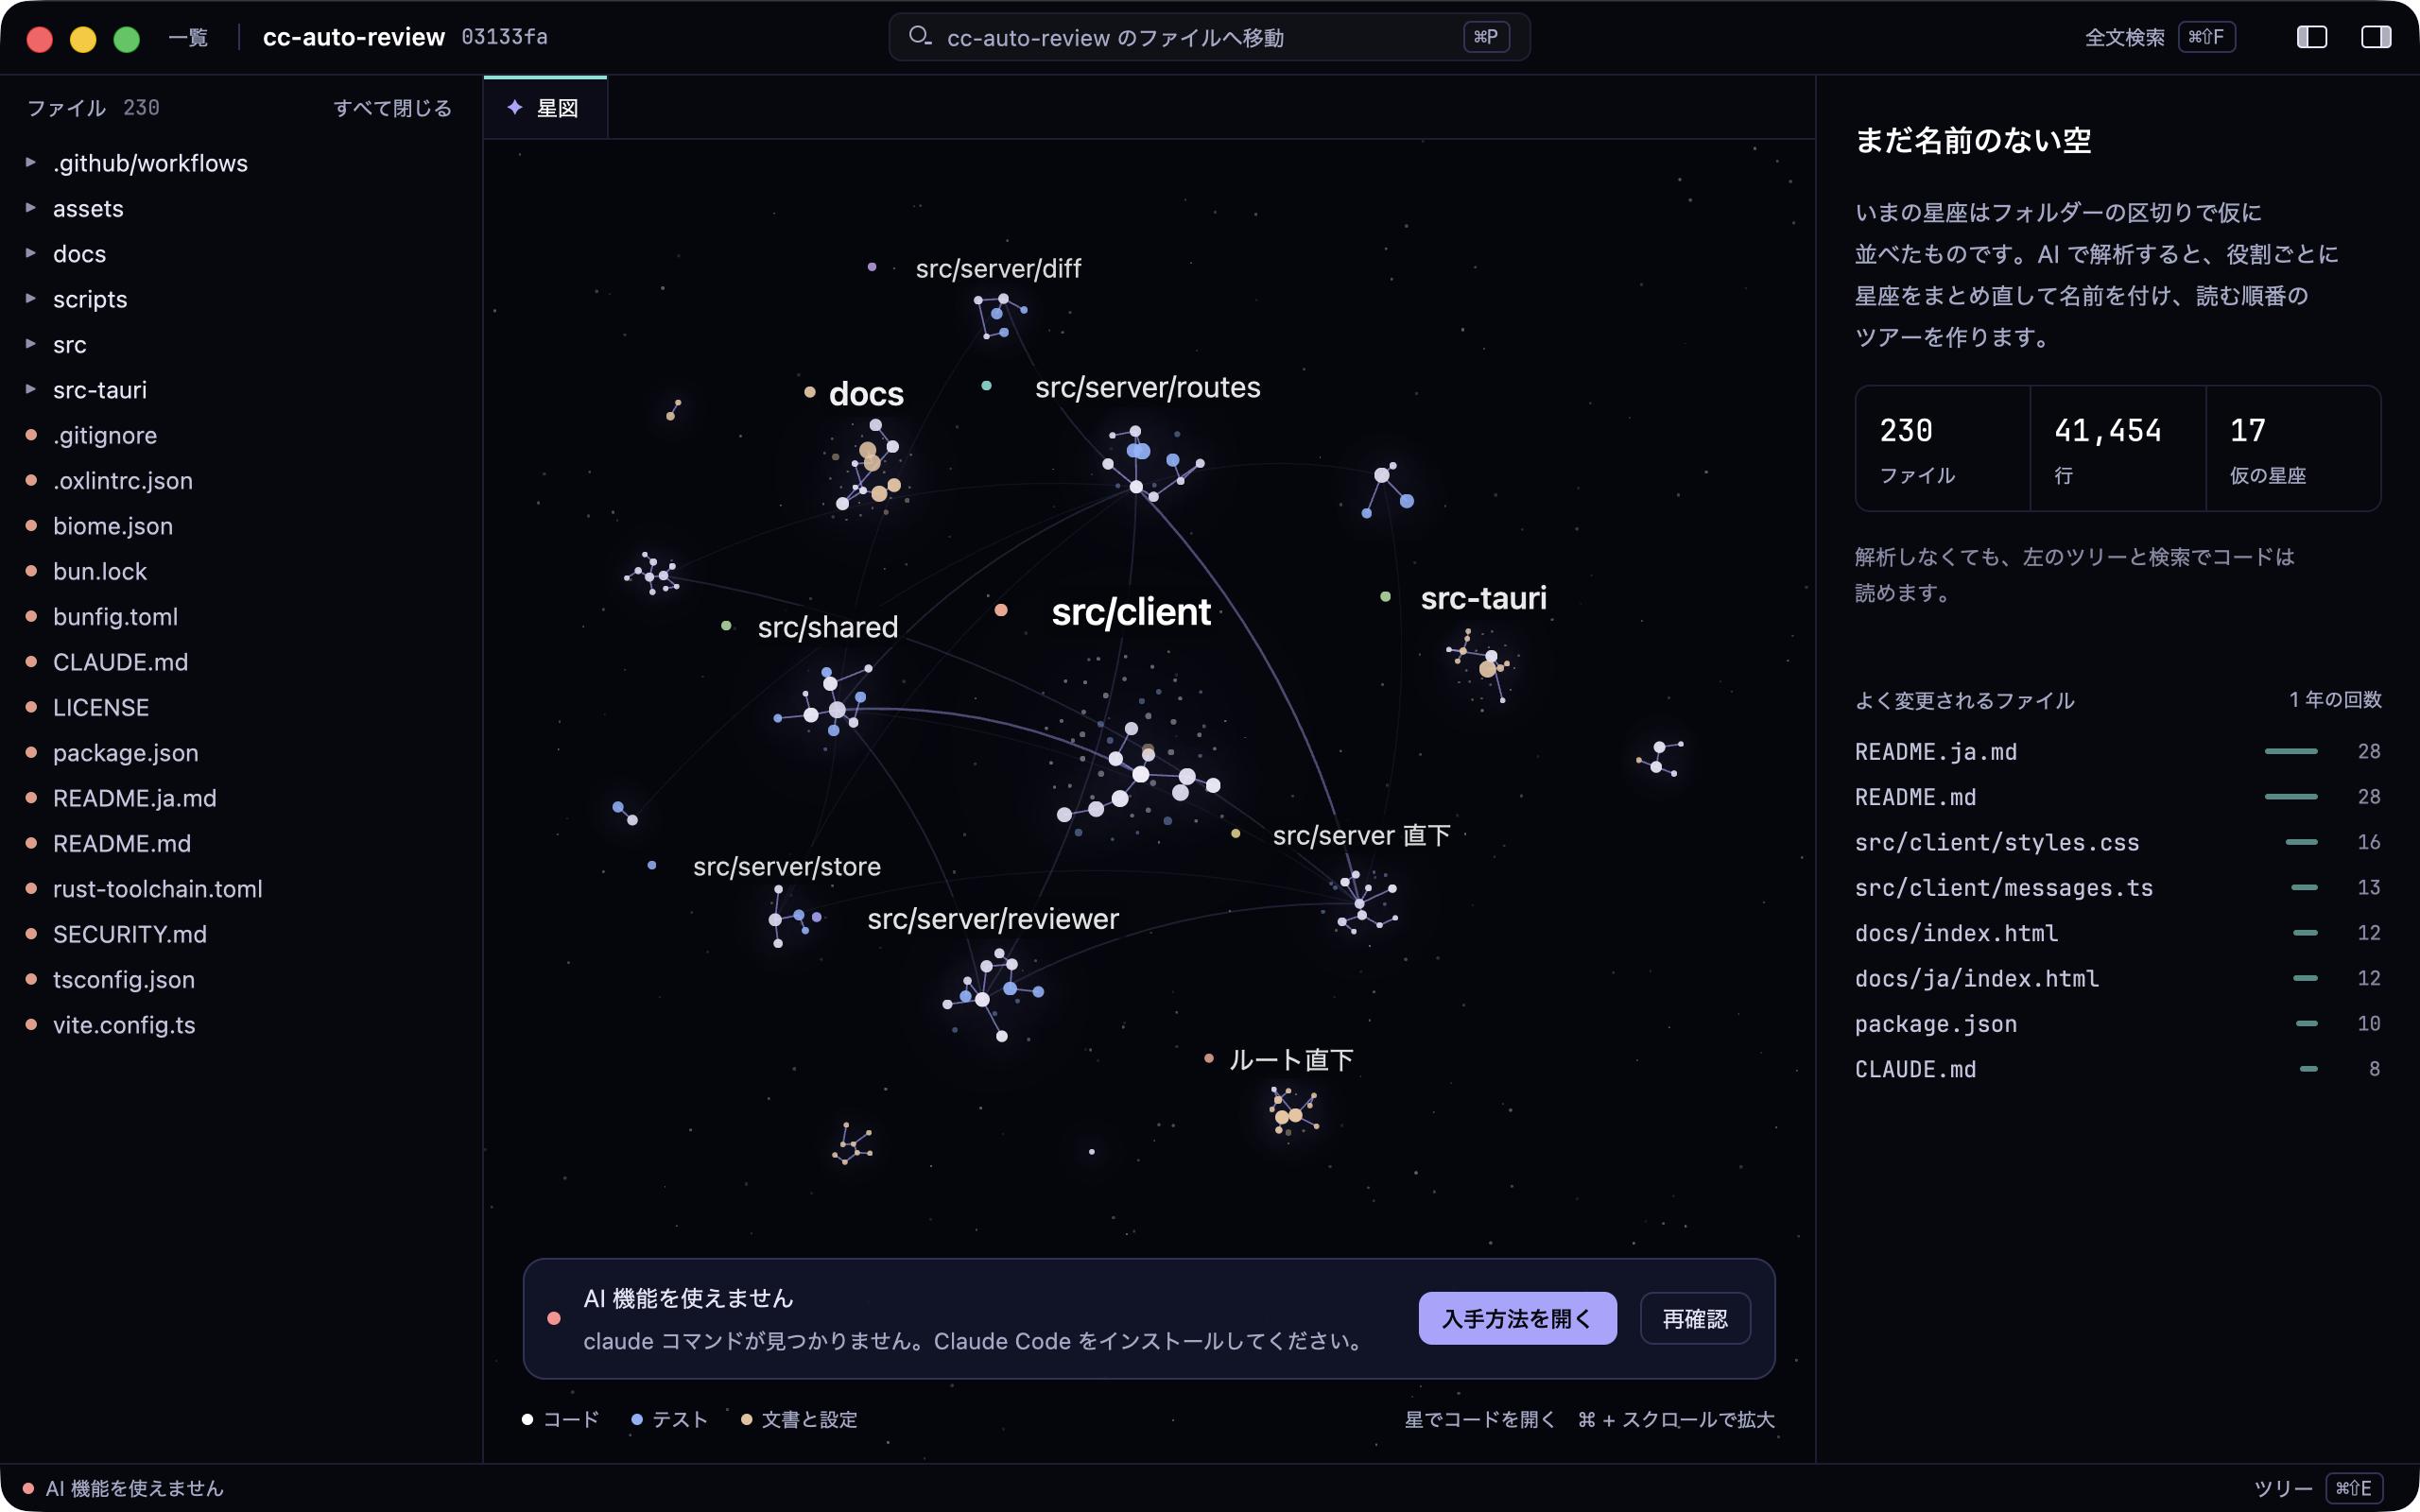 一覧
cc-auto-review 03133fa
cc-auto-review のファイルへ移動 ⌘P
全文検索 ⌘⇧F
ファイル 230 すべて閉じる
.github/workflows
assets
docs
scripts
src
src-tauri
.gitignore
.oxlintrc.json
biome.json
bun.lock
bunfig.toml
CLAUDE.md
LICENSE
package.json
README.ja.md
README.md
rust-toolchain.toml
SECURITY.md
tsconfig.json
vite.config.ts
星図
src/server/diff
docs
src/server/routes
src/client
src-tauri
src/shared
src/server 直下
src/server/store
src/server/reviewer
ルート直下
AI 機能を使えません
claude コマンドが見つかりません。Claude Code をインストールしてください。
入手方法を開く
再確認
コード テスト 文書と設定
星でコードを開く ⌘ + スクロールで拡大
まだ名前のない空
いまの星座はフォルダーの区切りで仮に
並べたものです。AI で解析すると、役割ごとに
星座をまとめ直して名前を付け、読む順番の
ツアーを作ります。
230 41,454 17
ファイル 行 仮の星座
解析しなくても、左のツリーと検索でコードは
読めます。
よく変更されるファイル 1 年の回数
README.ja.md 28
README.md 28
src/client/styles.css 16
src/client/messages.ts 13
docs/index.html 12
docs/ja/index.html 12
package.json 10
CLAUDE.md 8
AI 機能を使えません
ツリー ⌘⇧E